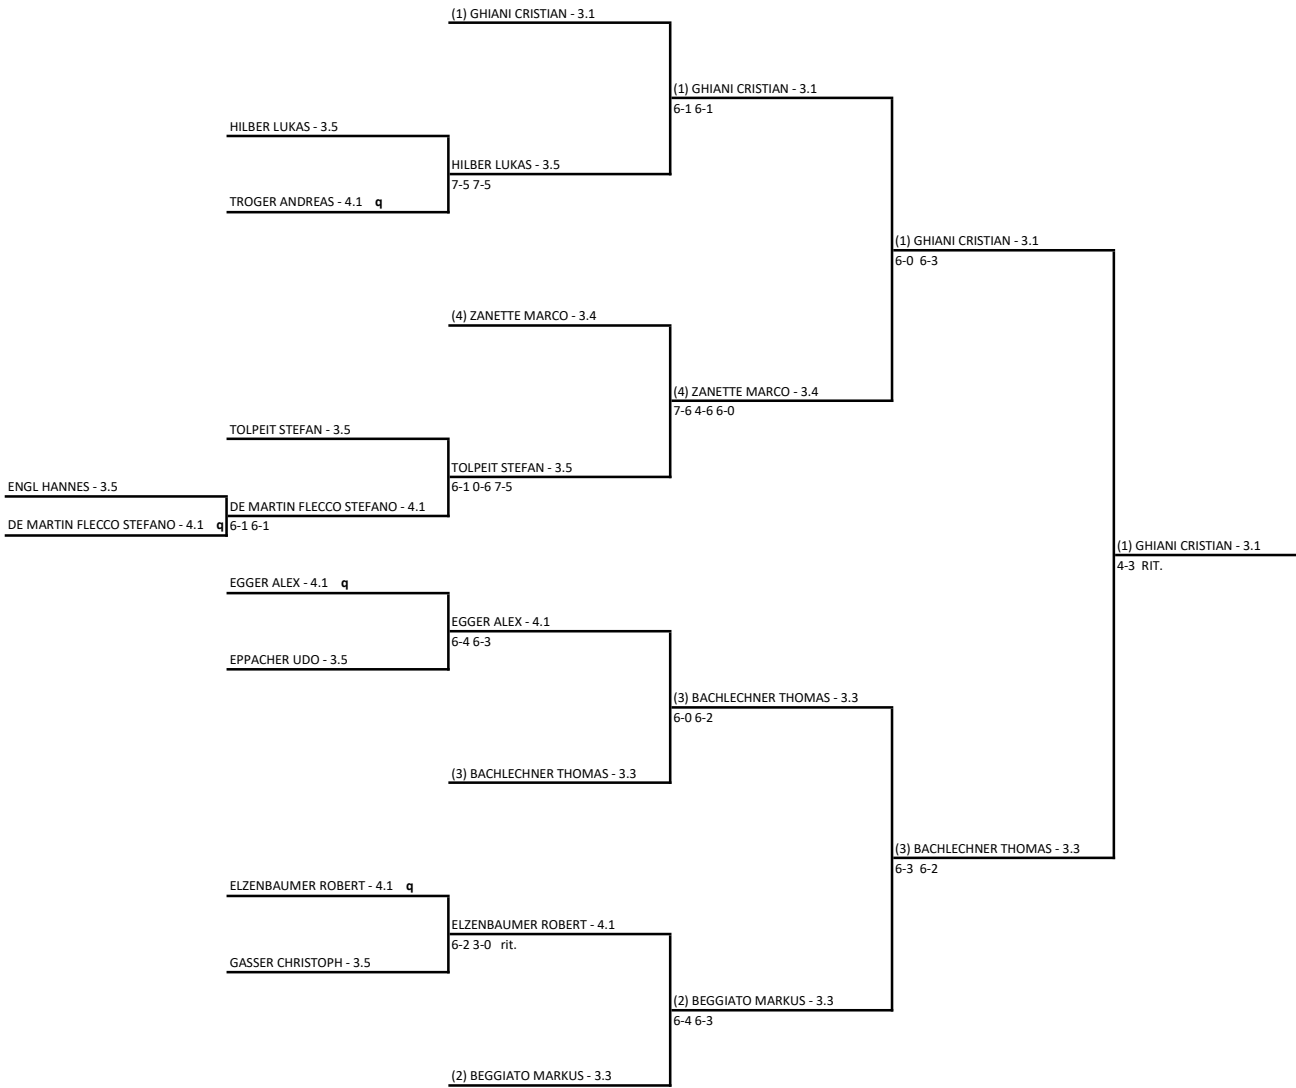 (1) GHIANI CRISTIAN - 3.1
(1) GHIANI CRISTIAN - 3.1
6-1 6-1
HILBER LUKAS - 3.5
HILBER LUKAS - 3.5
7-5 7-5
TROGER ANDREAS - 4.1 q
(1) GHIANI CRISTIAN - 3.1
6-0 6-3
(4) ZANETTE MARCO - 3.4
(4) ZANETTE MARCO - 3.4
7-6 4-6 6-0
TOLPEIT STEFAN - 3.5
TOLPEIT STEFAN - 3.5
6-1 0-6 7-5
ENGL HANNES - 3.5
DE MARTIN FLECCO STEFANO - 4.1
DE MARTIN FLECCO STEFANO - 4.1 q
6-1 6-1
(1) GHIANI CRISTIAN - 3.1
4-3 RIT.
EGGER ALEX - 4.1 q
EGGER ALEX - 4.1
6-4 6-3
EPPACHER UDO - 3.5
(3) BACHLECHNER THOMAS - 3.3
6-0 6-2
(3) BACHLECHNER THOMAS - 3.3
(3) BACHLECHNER THOMAS - 3.3
6-3 6-2
ELZENBAUMER ROBERT - 4.1 q
ELZENBAUMER ROBERT - 4.1
6-2 3-0 rit.
GASSER CHRISTOPH - 3.5
(2) BEGGIATO MARKUS - 3.3
6-4 6-3
(2) BEGGIATO MARKUS - 3.3